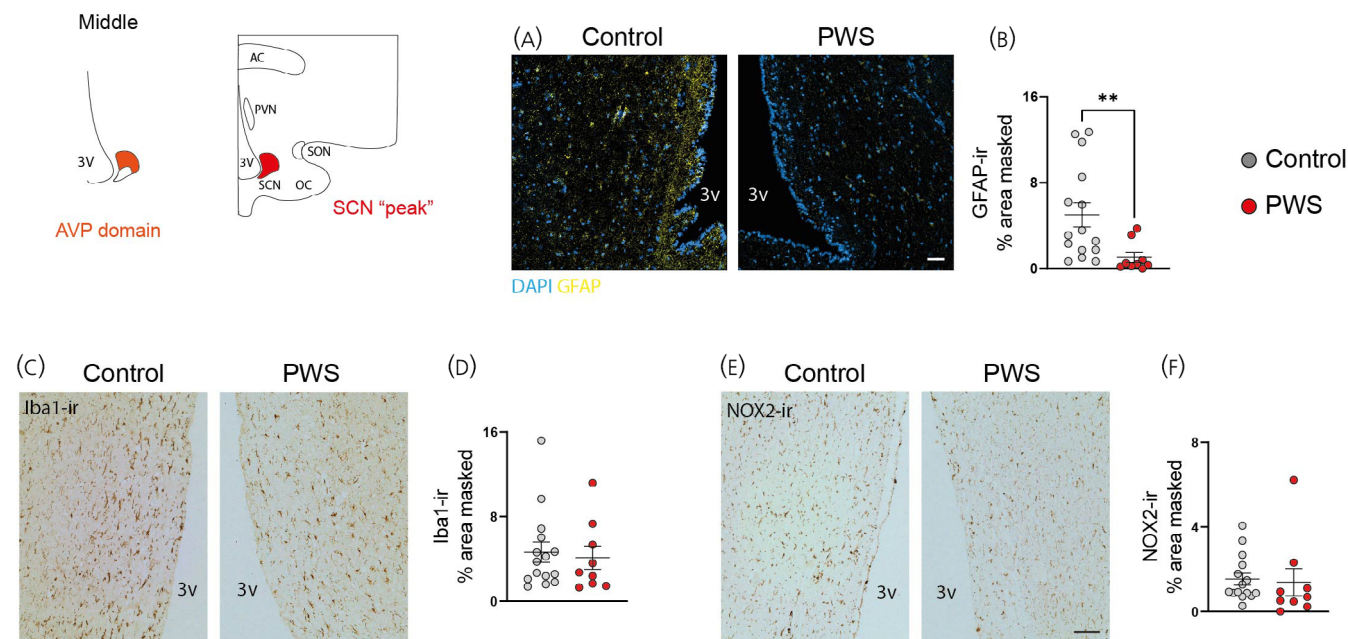 Middle
3V
AVP domain
AC
PVN
3V
SON
SCN
OC
SCN "peak"
(A)
Control
PWS
3v
3v
DAPI GFAP
(B)
GFAP-ir
% area masked
16
8
0
**
Control
PWS
(C)
Control
PWS
Iba1-ir
3v
3v
(D)
Iba1-ir
% area masked
16
8
0
(E)
Control
PWS
NOX2-ir
3v
3v
(F)
NOX2-ir
% area masked
8
4
0